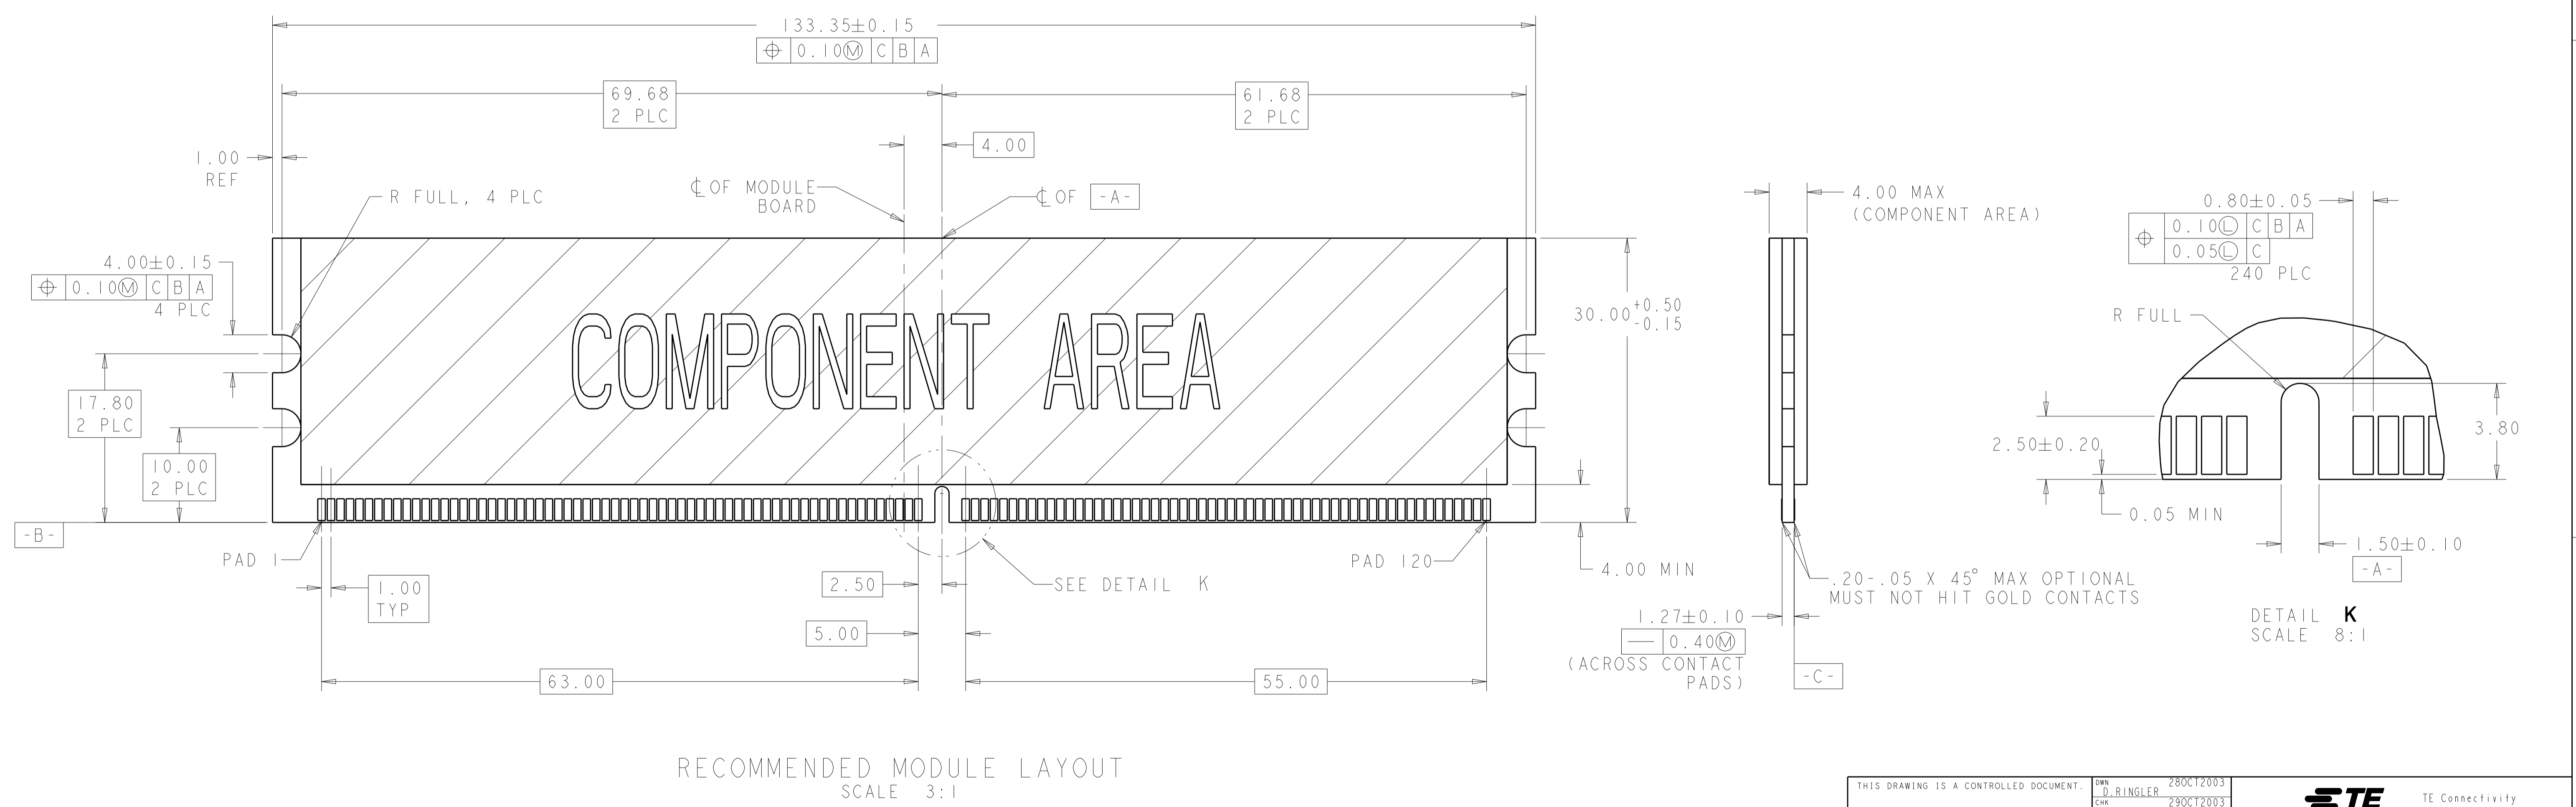 133.35±0.15
⌖ 0.10Ⓜ C B A
69.68
2 PLC
61.68
2 PLC
4.00
1.00
REF
R FULL, 4 PLC
℄ OF MODULE
BOARD
℄ OF -A-
4.00±0.15
⌖ 0.10Ⓜ C B A
4 PLC
17.80
2 PLC
10.00
2 PLC
-B-
COMPONENT AREA
30.00 +0.50
-0.15
PAD 1
1.00
TYP
2.50
SEE DETAIL K
PAD 120
4.00 MIN
5.00
63.00
55.00
4.00 MAX
(COMPONENT AREA)
.20-.05 X 45° MAX OPTIONAL
MUST NOT HIT GOLD CONTACTS
1.27±0.10
— 0.40Ⓜ
(ACROSS CONTACT
PADS)
-C-
0.80±0.05
⌖ 0.10Ⓛ C B A
0.05Ⓛ C
240 PLC
R FULL
2.50±0.20
3.80
0.05 MIN
1.50±0.10
-A-
DETAIL K
SCALE 8:1
RECOMMENDED MODULE LAYOUT
SCALE 3:1
THIS DRAWING IS A CONTROLLED DOCUMENT.
DWN 28OCT2003
D.RINGLER
CHK 29OCT2003
TE TE Connectivity